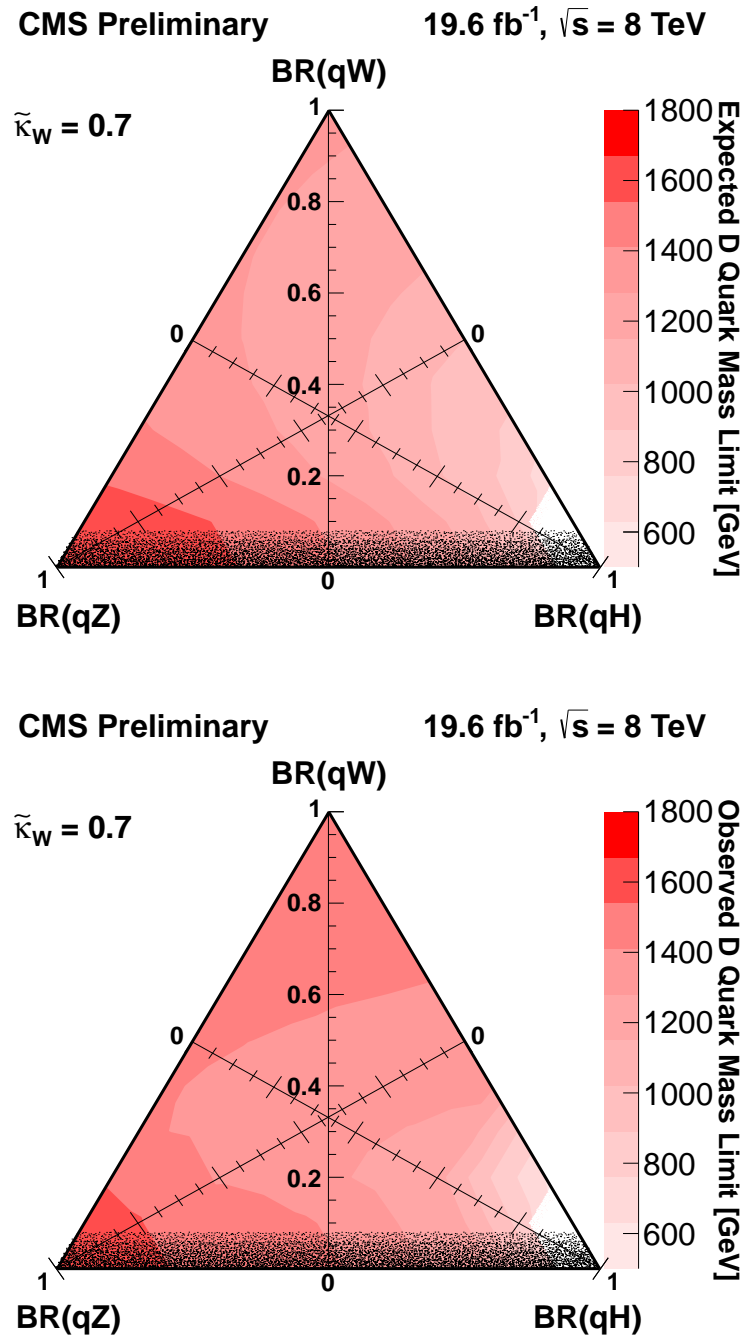 CMS Preliminary 19.6 fb⁻¹, √s = 8 TeV
BR(qW)
κ̃_W = 0.7
1
0.8
0.6
0 0
0.4
0.2
1 0 1
BR(qZ) BR(qH)
1800
1600
1400
1200
1000
800
600
Expected D Quark Mass Limit [GeV]
CMS Preliminary 19.6 fb⁻¹, √s = 8 TeV
BR(qW)
κ̃_W = 0.7
1
0.8
0.6
0 0
0.4
0.2
1 0 1
BR(qZ) BR(qH)
1800
1600
1400
1200
1000
800
600
Observed D Quark Mass Limit [GeV]